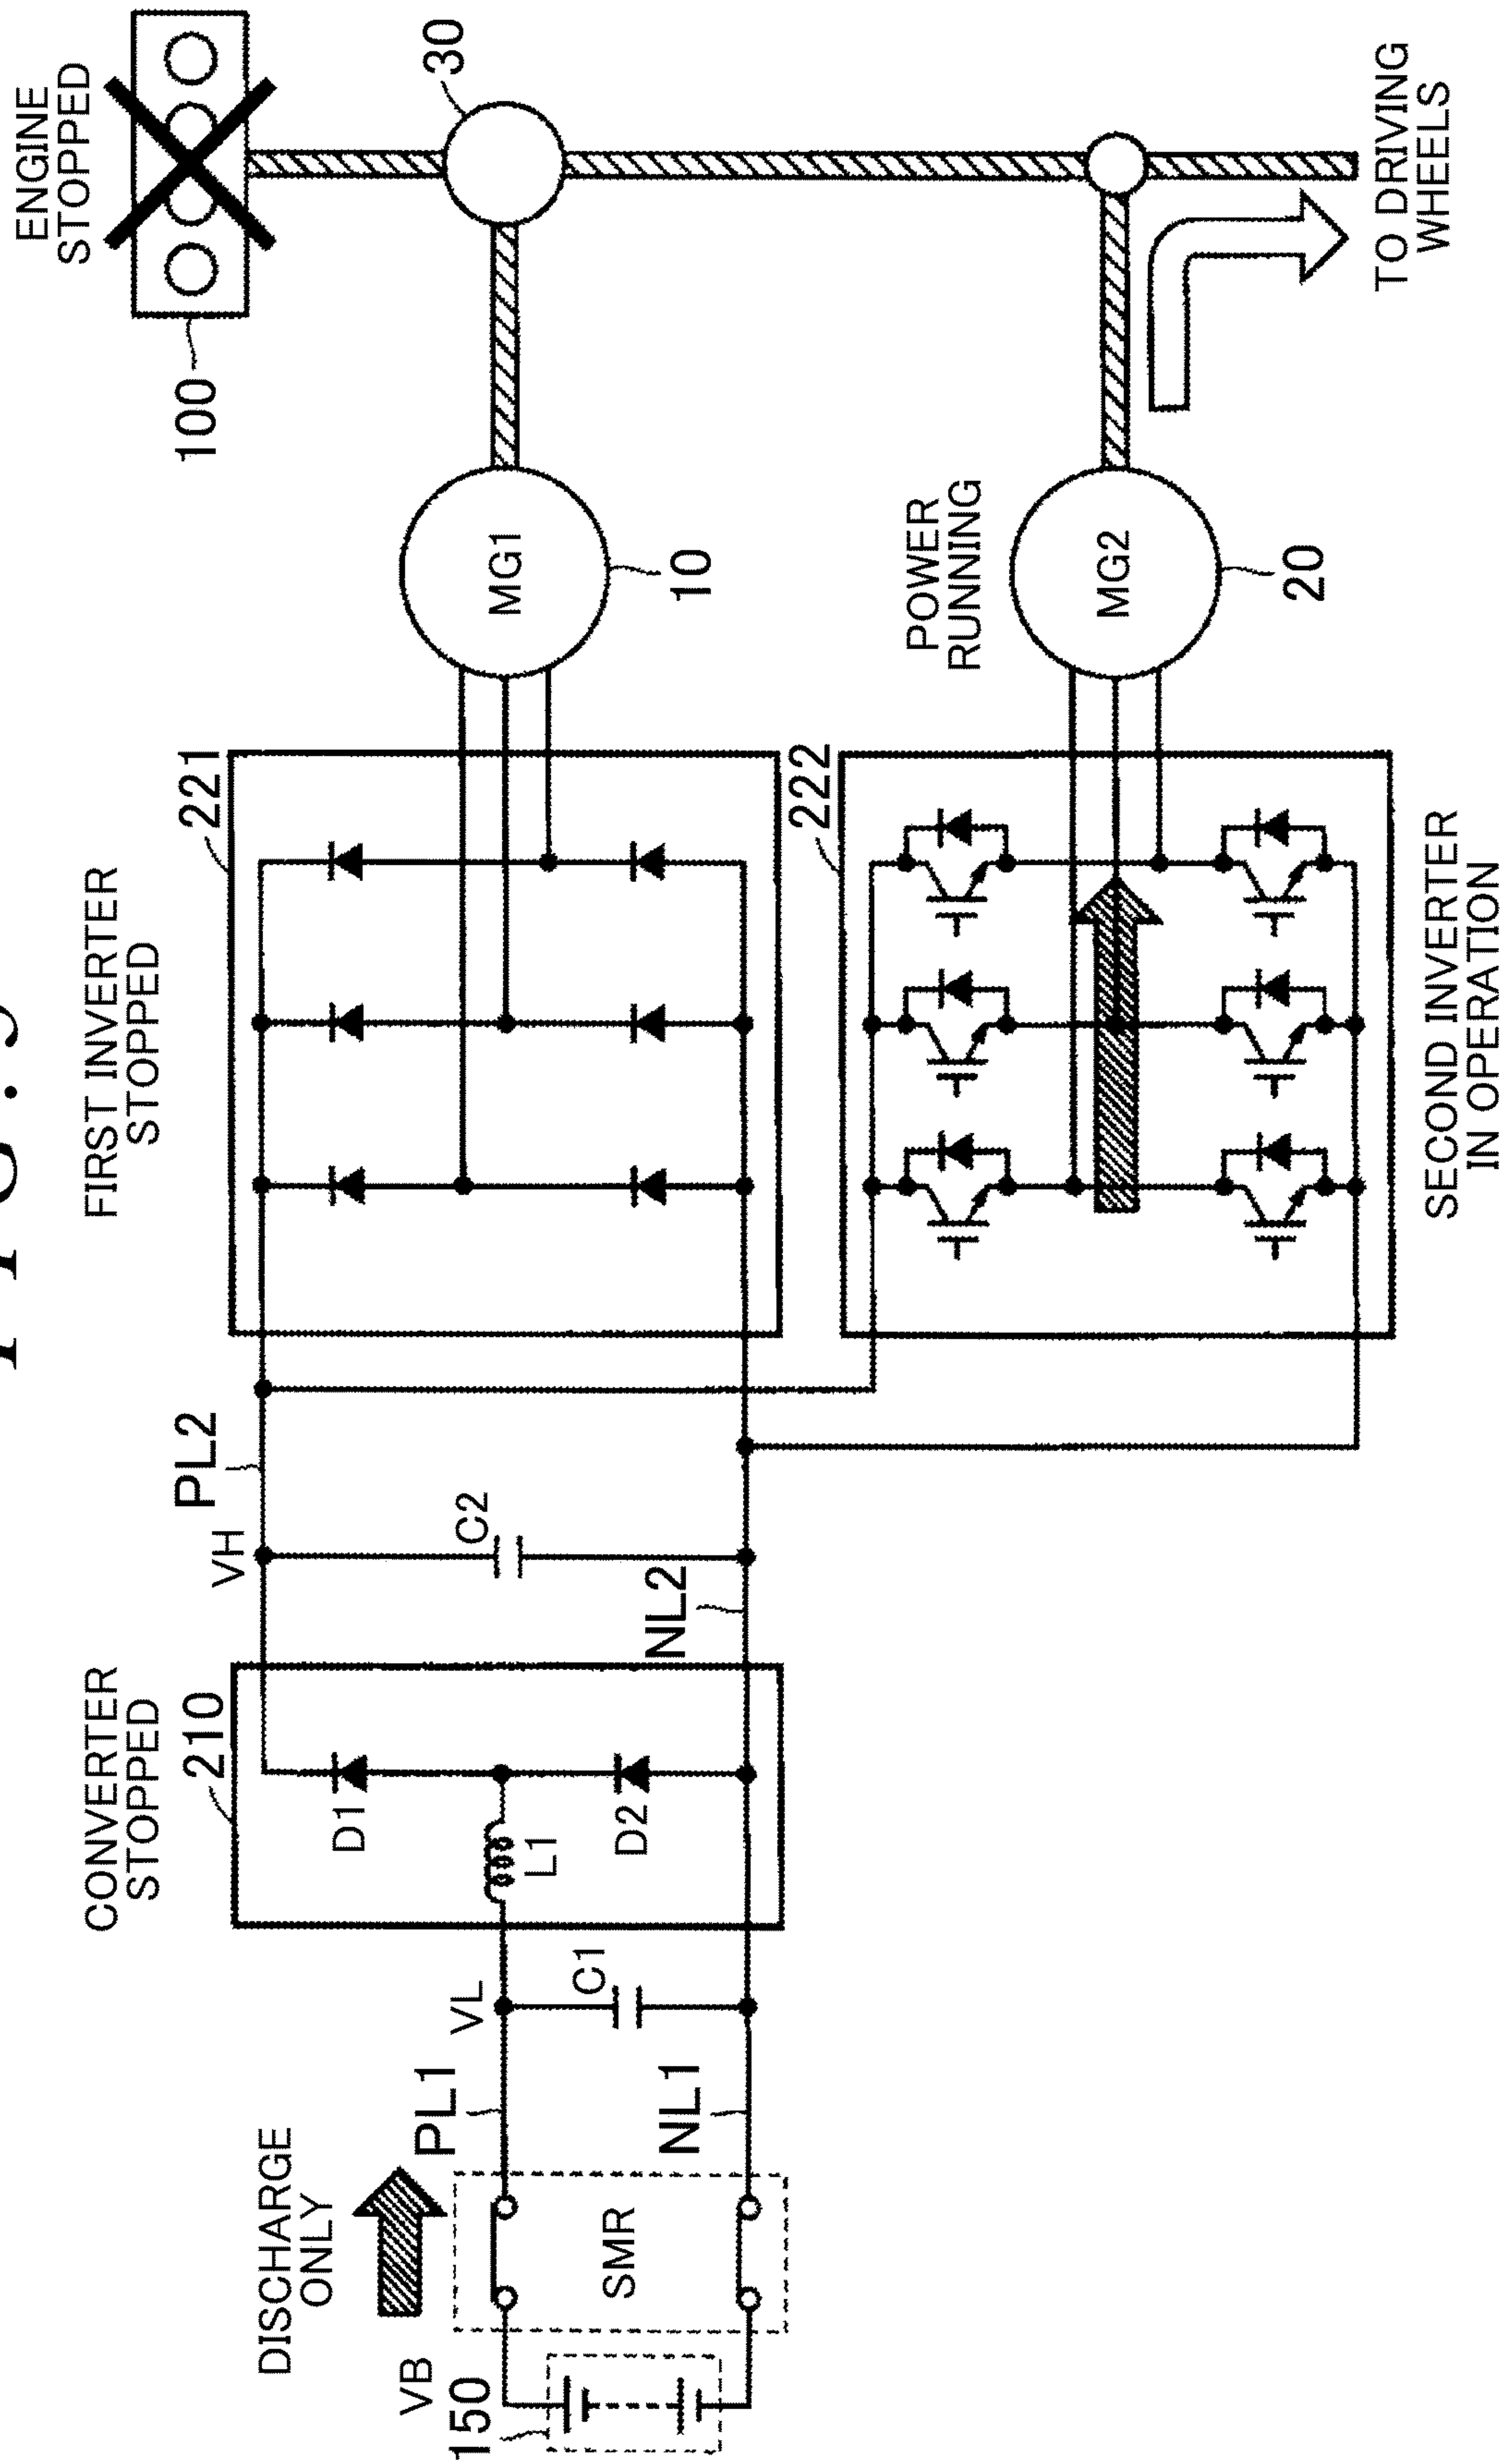 ENGINE
STOPPED
100
30
TO DRIVING
WHEELS
MG1
10
POWER
RUNNING
MG2
20
FIRST INVERTER
STOPPED
221
222
SECOND INVERTER
IN OPERATION
PL2
VH
C2
NL2
CONVERTER
STOPPED
210
D1
L1
D2
VL
C1
PL1
NL1
DISCHARGE
ONLY
SMR
VB
150